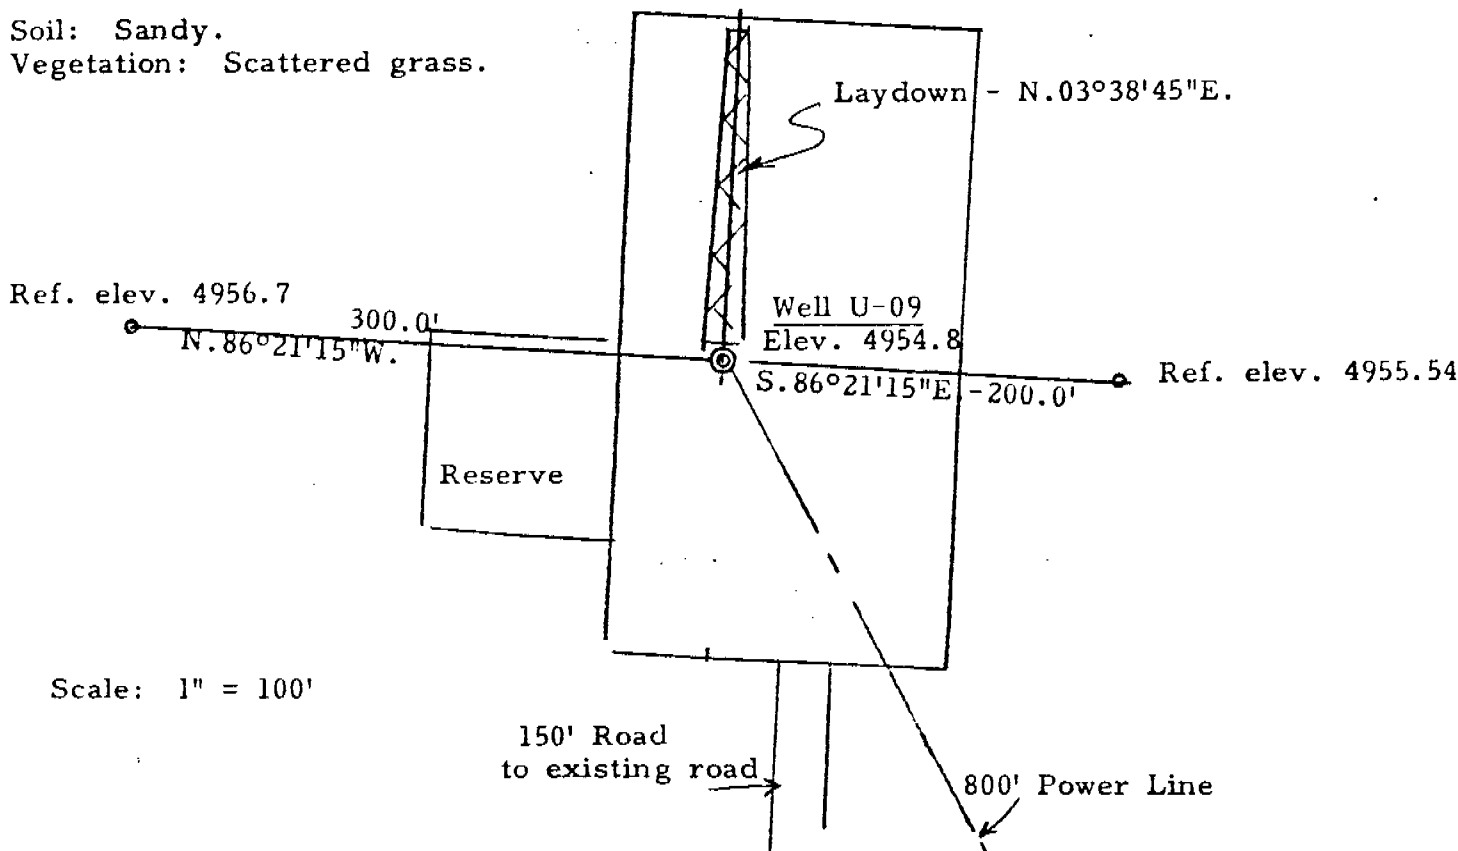 Soil: Sandy.
Vegetation: Scattered grass.
Laydown - N.03°38'45"E.
Ref. elev. 4956.7
300.0'
N.86°21'15"W.
Well U-09
Elev. 4954.8
S.86°21'15"E.-200.0'
Ref. elev. 4955.54
Reserve
Scale: 1" = 100'
150' Road
to existing road
800' Power Line